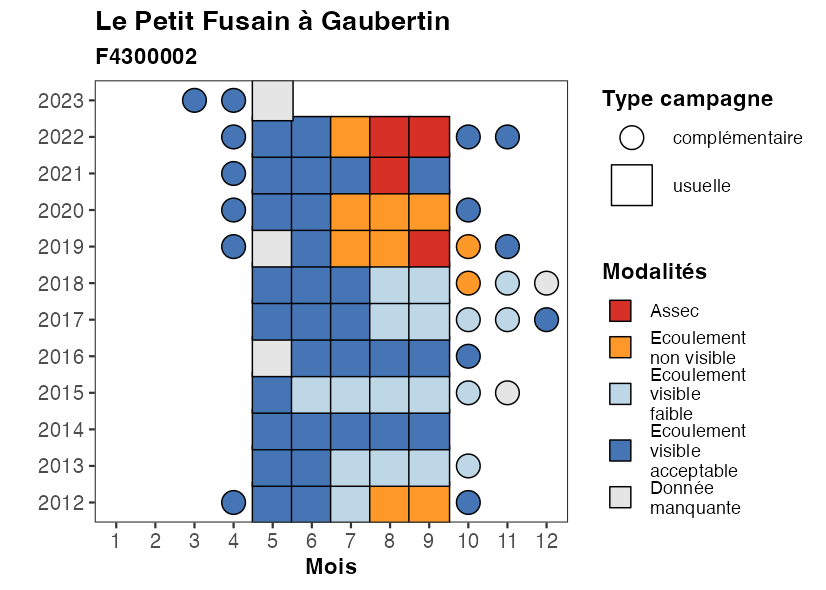 Le Petit Fusain à Gaubertin
F4300002
2023
2022
2021
2020
2019
2018
2017
2016
2015
2014
2013
2012
1 2 3 4 5 6 7 8 9 10 11 12
Mois
Type campagne
complémentaire
usuelle
Modalités
Assec
Ecoulement
non visible
Ecoulement
visible
faible
Ecoulement
visible
acceptable
Donnée
manquante